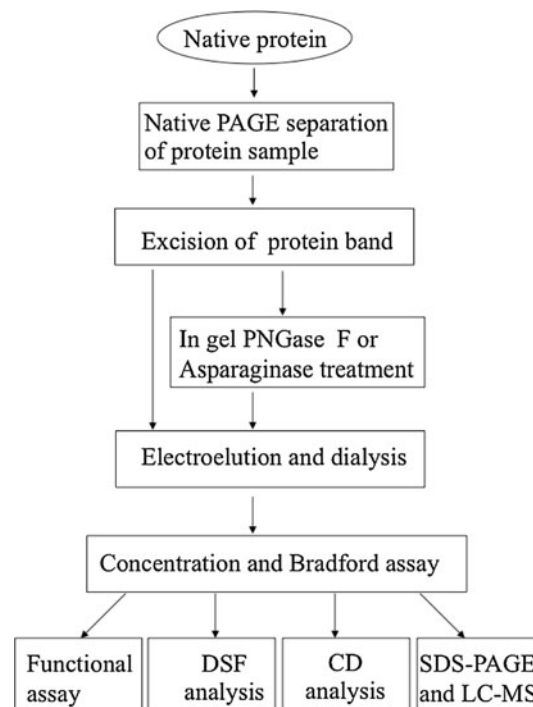 Native protein
Native PAGE separation
of protein sample
Excision of protein band
In gel PNGase F or
Asparaginase treatment
Electroelution and dialysis
Concentration and Bradford assay
Functional
assay
DSF
analysis
CD
analysis
SDS-PAGE
and LC-MS